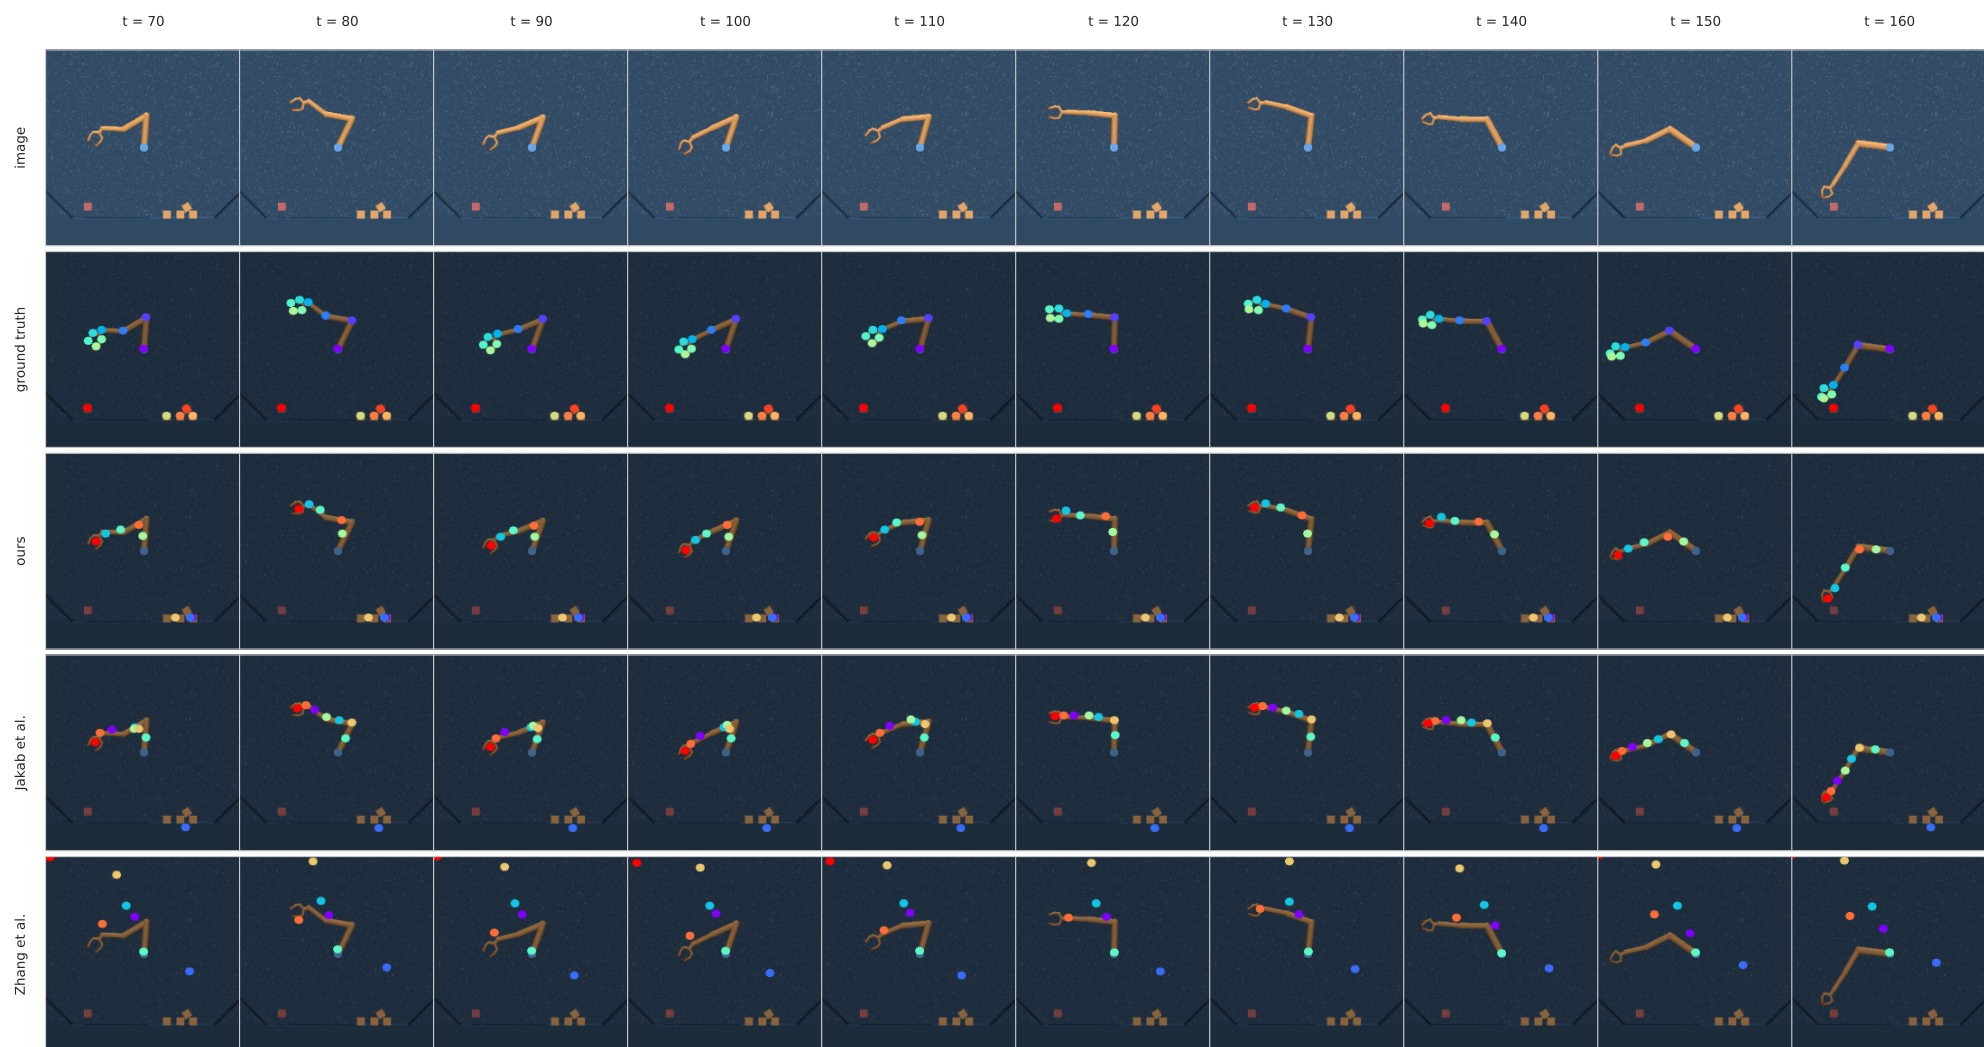 t = 70 t = 80 t = 90 t = 100 t = 110 t = 120 t = 130 t = 140 t = 150 t = 160
image
ground truth
ours
Jakab et al.
Zhang et al.